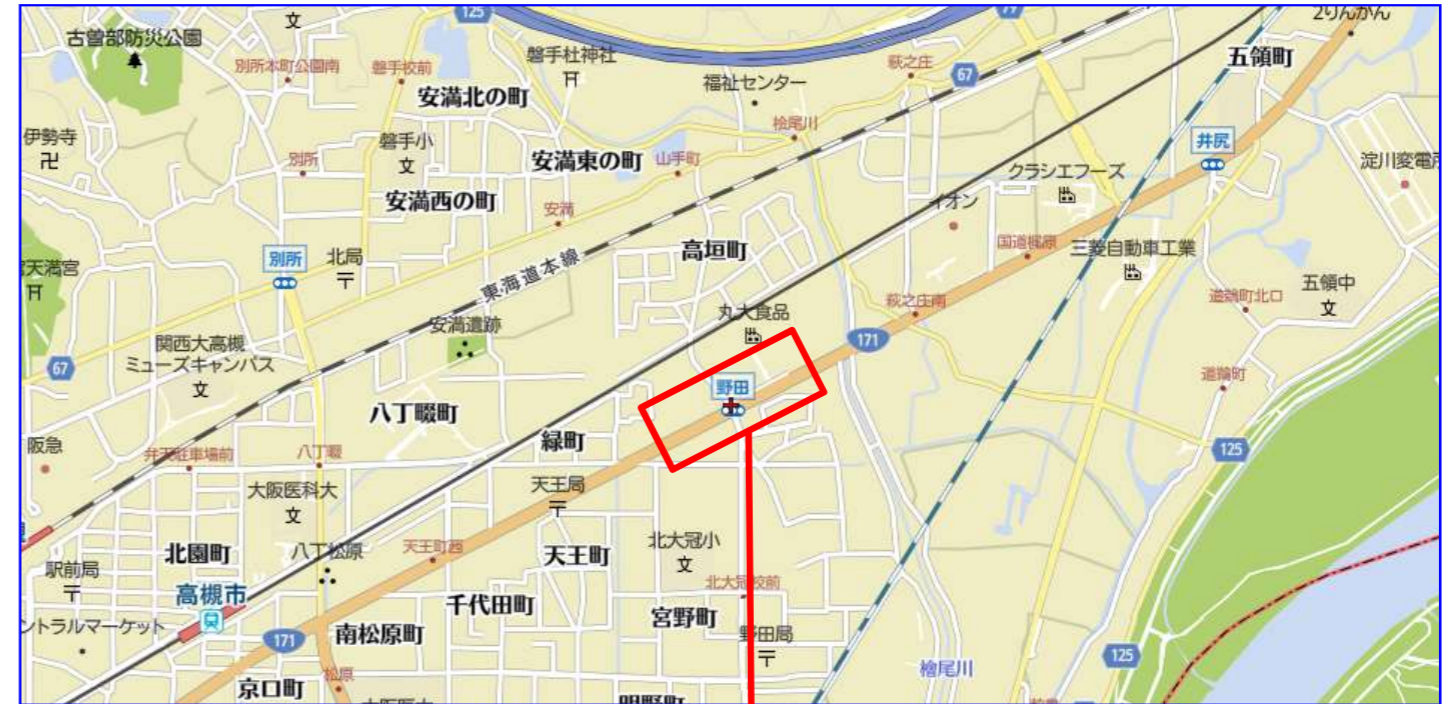 125
文
77
2りんかん
古曽部防災公園
別所本町公園南
磐手校前
磐手杜神社
萩之庄
五領町
安満北の町
福祉センター
67
伊勢寺
卍
磐手小
文
桧尾川
井尻
別所
安満東の町
山手町
クラシエフーズ
淀川変電所
安満西の町
安満
イオン
高垣町
国道梶原
三菱自動車工業
別所
北局
〒
東海道本線
天満宮
五領中
文
道鵜町北口
萩之庄南
丸大食品
安満遺跡
関西大高槻
ミューズキャンパス
文
171
67
道鵜町
野田
八丁畷町
緑町
阪急
弁天駐車場前
八丁畷
125
大阪医科大
文
天王局
〒
北園町
八丁松原
天王町西
天王町
北大冠小
文
駅前局
〒
高槻市
北大冠校前
千代田町
宮野町
ントラルマーケット
171
南松原町
野田局
〒
檜尾川
125
松原
京口町